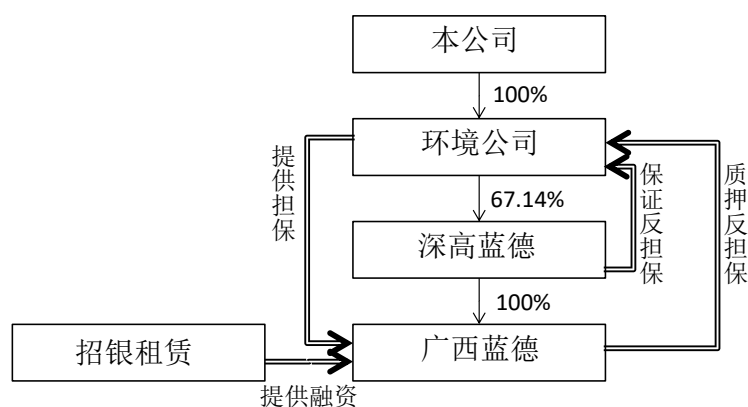 本公司
100%
环境公司
提供担保
67.14%
保证反担保
质押反担保
深高蓝德
100%
招银租赁
广西蓝德
提供融资